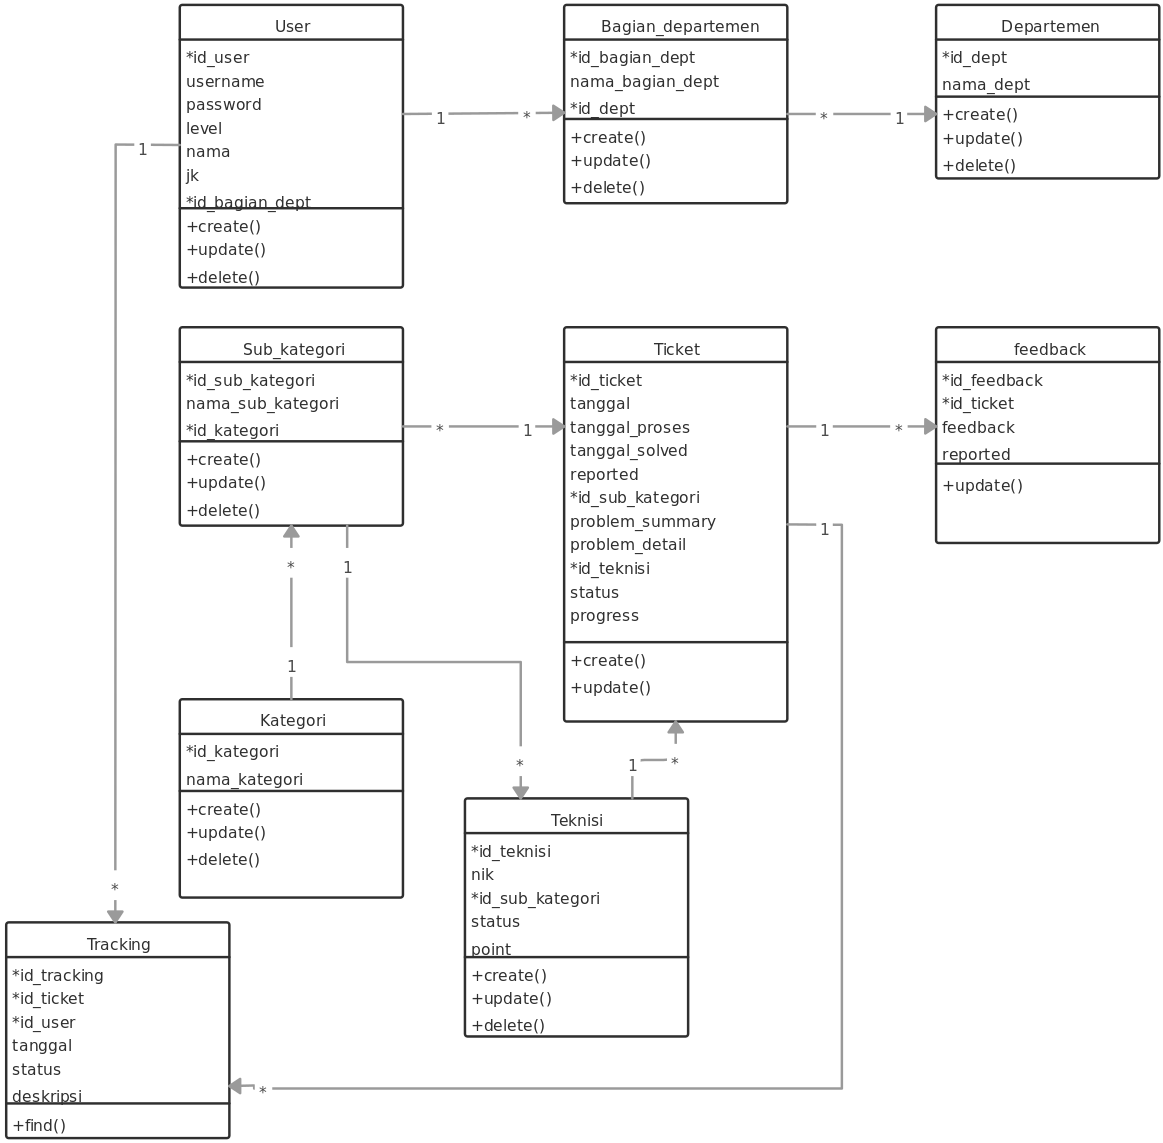 User
*id_user
username
password
level
nama
jk
*id_bagian_dept
+create()
+update()
+delete()
1
*
Bagian_departemen
*id_bagian_dept
nama_bagian_dept
*id_dept
+create()
+update()
+delete()
*
1
Departemen
*id_dept
nama_dept
+create()
+update()
+delete()
1
Sub_kategori
*id_sub_kategori
nama_sub_kategori
*id_kategori
+create()
+update()
+delete()
*
1
Ticket
*id_ticket
tanggal
tanggal_proses
tanggal_solved
reported
*id_sub_kategori
problem_summary
problem_detail
*id_teknisi
status
progress
+create()
+update()
1
*
feedback
*id_feedback
*id_ticket
feedback
reported
+update()
1
*
1
1
Kategori
*id_kategori
nama_kategori
+create()
+update()
+delete()
*
1
*
Teknisi
*id_teknisi
nik
*id_sub_kategori
status
point
+create()
+update()
+delete()
*
Tracking
*id_tracking
*id_ticket
*id_user
tanggal
status
deskripsi
+find()
*